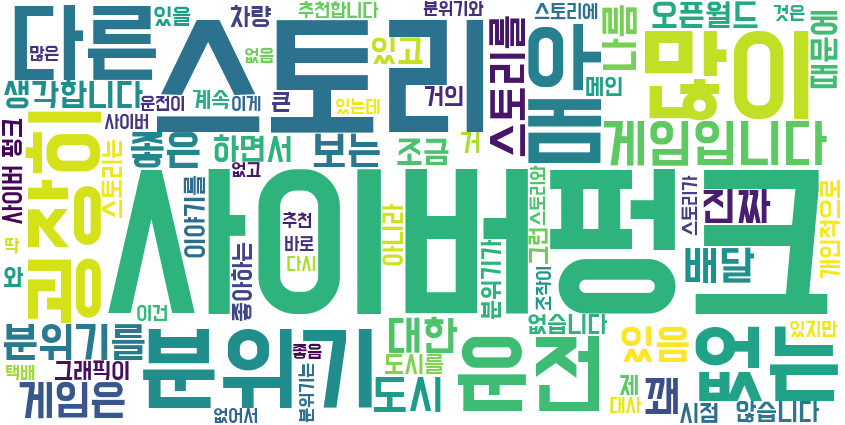 다른
있을
차량
추천합니다
분위기와
스토리에
나름
오픈월드
것은
많은
없음
스토리
있고
스토리를
매우
많이
때문에
생각합니다
운전이
계속
이게
큰
있는데
거의
메인
사이버
사이버 펑크
굉장히
스토리는
좋은
하면서
보는
조금
거
게임입니다
없고
사이버펑크
이야기를
추천
바로
다시
아니라
그런
스토리와
스토리가
진짜
개인적으로
딱
와
좋아하는
분위기가
조작이
배달
이건
없습니다
분위기를
분위기
좋음
대한
운전
있음
없는
있지만
택배
그래픽이
도시를
게임은
없어서
분위기는
도시
제
대사
꽤
시점
않습니다